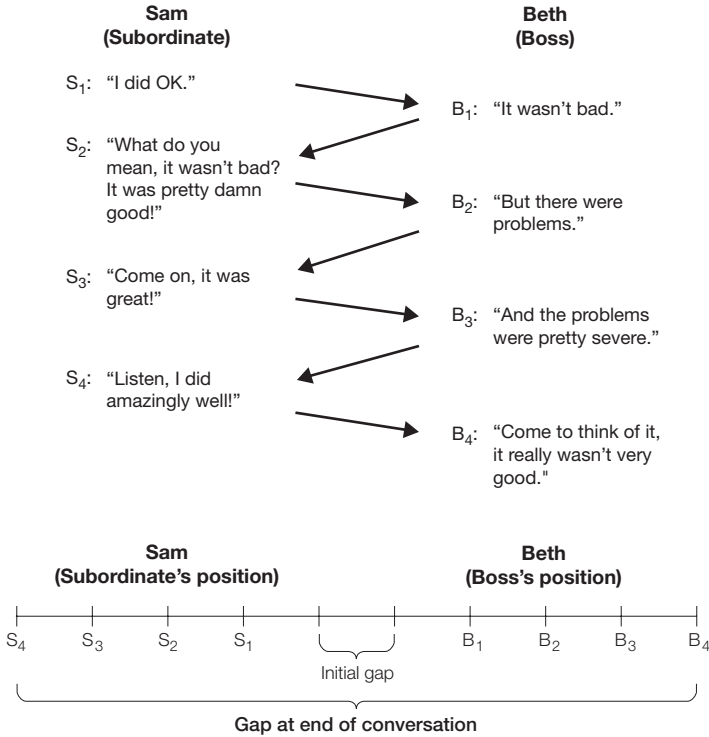 Sam
(Subordinate)
Beth
(Boss)
S₁: “I did OK.”
B₁: “It wasn’t bad.”
S₂: “What do you
mean, it wasn’t bad?
It was pretty damn
good!”
B₂: “But there were
problems.”
S₃: “Come on, it was
great!”
B₃: “And the problems
were pretty severe.”
S₄: “Listen, I did
amazingly well!”
B₄: “Come to think of it,
it really wasn’t very
good."
Sam
(Subordinate’s position)
Beth
(Boss’s position)
S₄ S₃ S₂ S₁ B₁ B₂ B₃ B₄
Initial gap
Gap at end of conversation